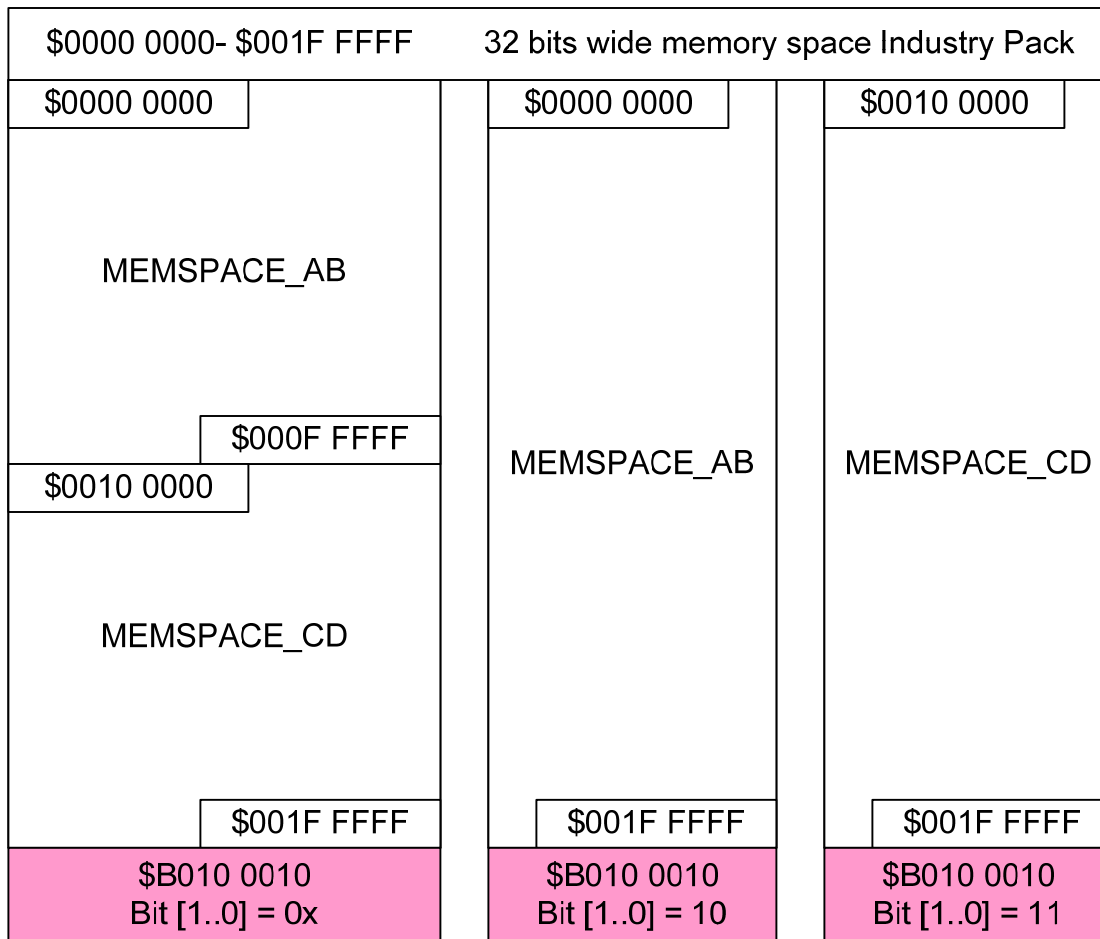 $0000 0000- $001F FFFF 32 bits wide memory space Industry Pack
$0000 0000
MEMSPACE_AB
$000F FFFF
$0010 0000
MEMSPACE_CD
$001F FFFF
$B010 0010
Bit [1..0] = 0x
$0000 0000
MEMSPACE_AB
$001F FFFF
$B010 0010
Bit [1..0] = 10
$0010 0000
MEMSPACE_CD
$001F FFFF
$B010 0010
Bit [1..0] = 11